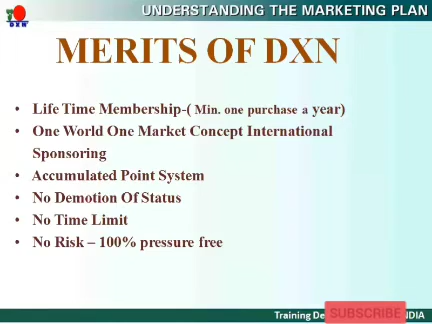 DXN
UNDERSTANDING THE MARKETING PLAN
MERITS OF DXN
• Life Time Membership-( Min. one purchase a year)
• One World One Market Concept International
Sponsoring
• Accumulated Point System
• No Demotion Of Status
• No Time Limit
• No Risk – 100% pressure free
Training De
SUBSCRIBE
DIA